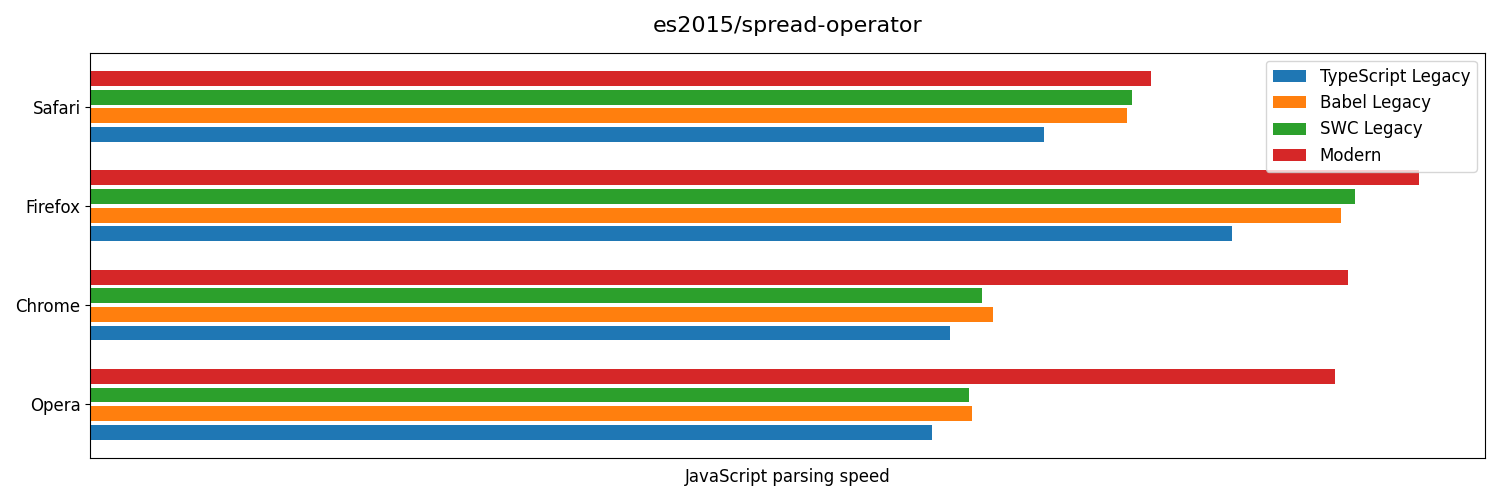 es2015/spread-operator
TypeScript Legacy
Babel Legacy
SWC Legacy
Modern
Safari
Firefox
Chrome
Opera
JavaScript parsing speed